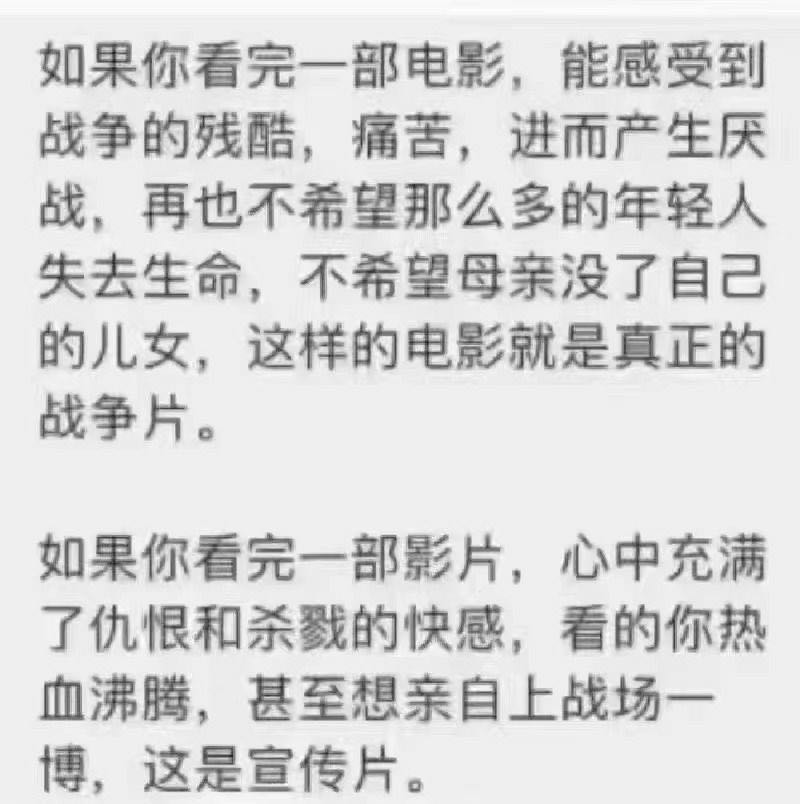 如果你看完一部电影，能感受到
战争的残酷，痛苦，进而产生厌
战，再也不希望那么多的年轻人
失去生命，不希望母亲没了自己
的儿女，这样的电影就是真正的
战争片。
如果你看完一部影片，心中充满
了仇恨和杀戮的快感，看的你热
血沸腾，甚至想亲自上战场一
博，这是宣传片。